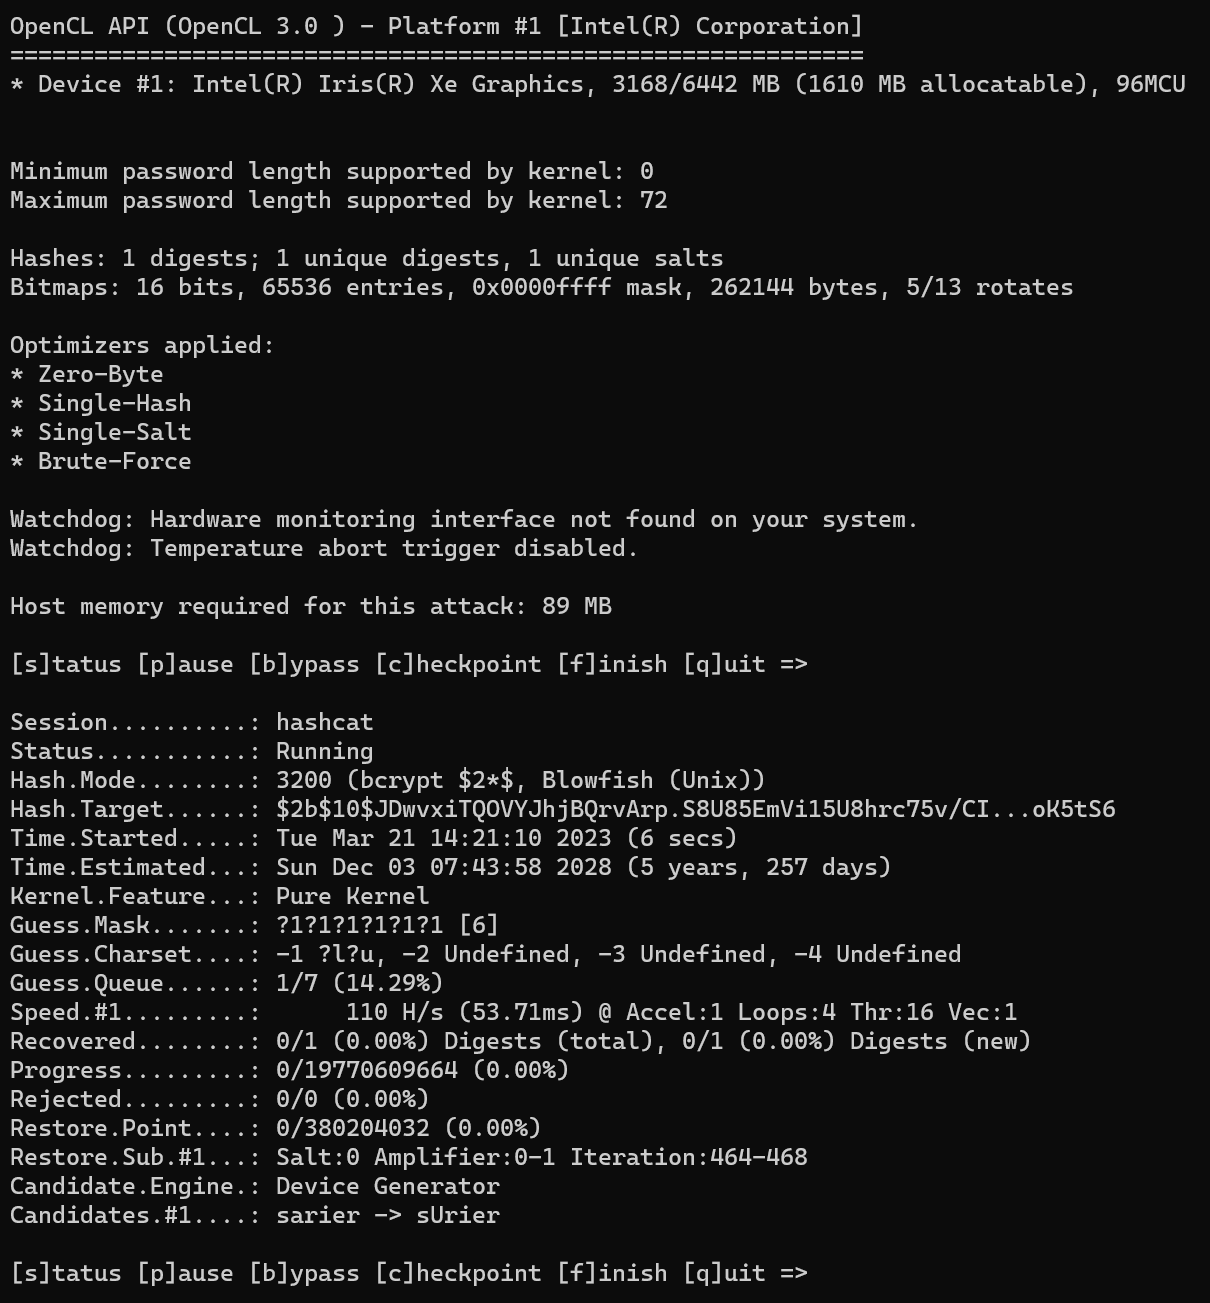 OpenCL API (OpenCL 3.0 ) - Platform #1 [Intel(R) Corporation]
=============================================================
* Device #1: Intel(R) Iris(R) Xe Graphics, 3168/6442 MB (1610 MB allocatable), 96MCU
Minimum password length supported by kernel: 0
Maximum password length supported by kernel: 72
Hashes: 1 digests; 1 unique digests, 1 unique salts
Bitmaps: 16 bits, 65536 entries, 0x0000ffff mask, 262144 bytes, 5/13 rotates
Optimizers applied:
* Zero-Byte
* Single-Hash
* Single-Salt
* Brute-Force
Watchdog: Hardware monitoring interface not found on your system.
Watchdog: Temperature abort trigger disabled.
Host memory required for this attack: 89 MB
[s]tatus [p]ause [b]ypass [c]heckpoint [f]inish [q]uit =>
Session..........: hashcat
Status...........: Running
Hash.Mode........: 3200 (bcrypt $2*$, Blowfish (Unix))
Hash.Target......: $2b$10$JDwvxiTQOVYJhjBQrvArp.S8U85EmVi15U8hrc75v/CI...oK5tS6
Time.Started.....: Tue Mar 21 14:21:10 2023 (6 secs)
Time.Estimated...: Sun Dec 03 07:43:58 2028 (5 years, 257 days)
Kernel.Feature...: Pure Kernel
Guess.Mask.......: ?1?1?1?1?1?1 [6]
Guess.Charset....: -1 ?l?u, -2 Undefined, -3 Undefined, -4 Undefined
Guess.Queue......: 1/7 (14.29%)
Speed.#1.........:      110 H/s (53.71ms) @ Accel:1 Loops:4 Thr:16 Vec:1
Recovered........: 0/1 (0.00%) Digests (total), 0/1 (0.00%) Digests (new)
Progress.........: 0/19770609664 (0.00%)
Rejected.........: 0/0 (0.00%)
Restore.Point....: 0/380204032 (0.00%)
Restore.Sub.#1...: Salt:0 Amplifier:0-1 Iteration:464-468
Candidate.Engine.: Device Generator
Candidates.#1....: sarier -> sUrier
[s]tatus [p]ause [b]ypass [c]heckpoint [f]inish [q]uit =>